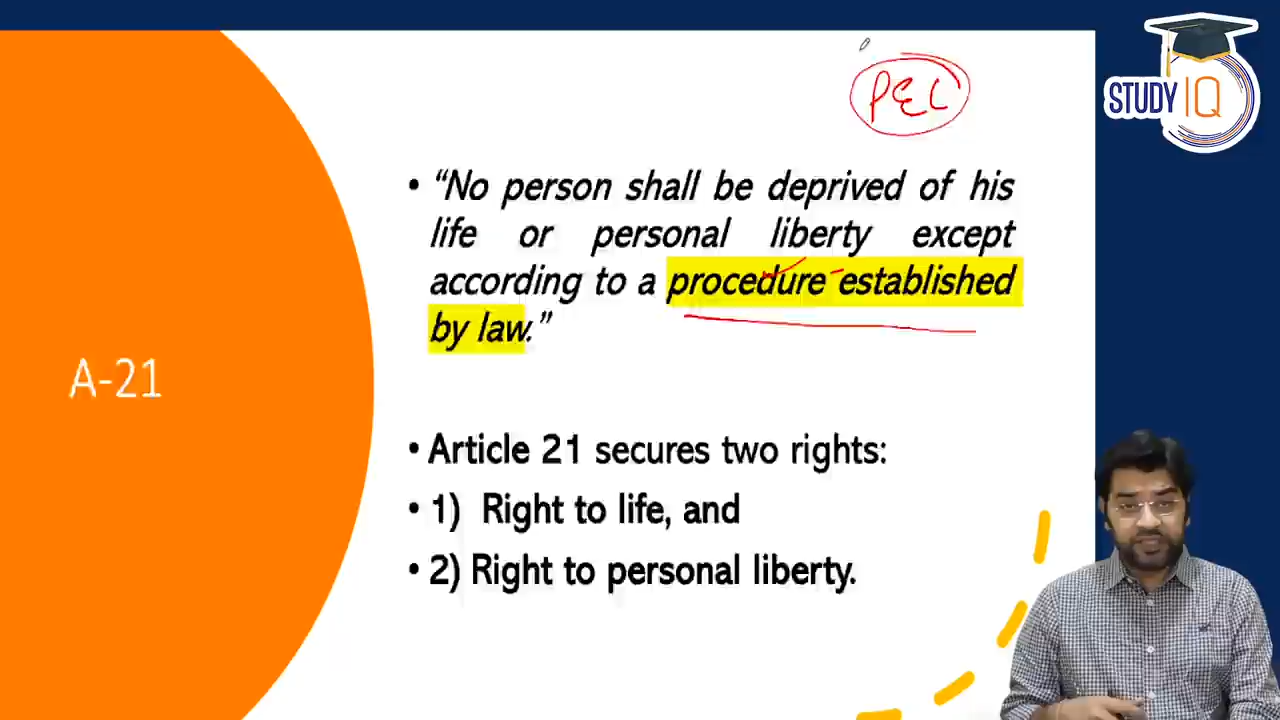 STUDY IQ
PEL
• “No person shall be deprived of his
life or personal liberty except
according to a procedure established
by law.”
A-21
• Article 21 secures two rights:
• 1) Right to life, and
• 2) Right to personal liberty.